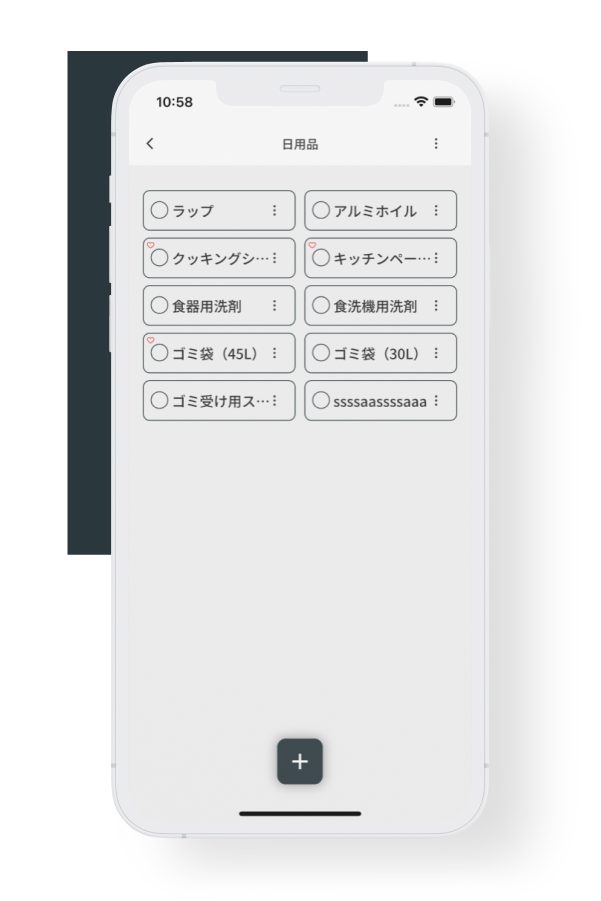 10:58
日用品
ラップ
アルミホイル
クッキングシ…
キッチンペー…
食器用洗剤
食洗機用洗剤
ゴミ袋（45L）
ゴミ袋（30L）
ゴミ受け用ス…
ssssaassssaaa